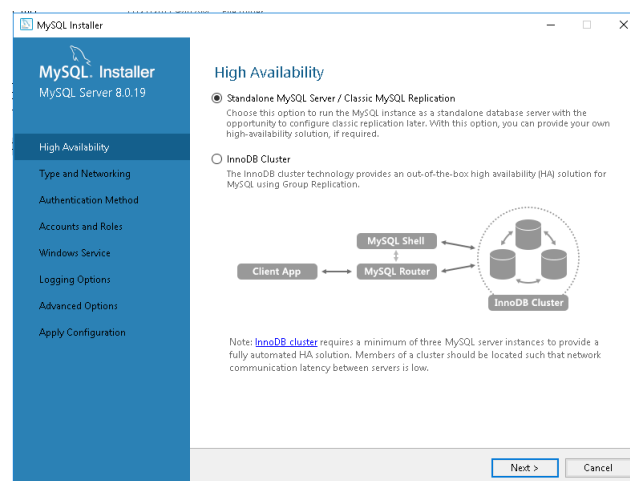 MySQL Installer
MySQL. Installer
MySQL Server 8.0.19
High Availability
Type and Networking
Authentication Method
Accounts and Roles
Windows Service
Logging Options
Advanced Options
Apply Configuration
High Availability
Standalone MySQL Server / Classic MySQL Replication
Choose this option to run the MySQL instance as a standalone database server with the
opportunity to configure classic replication later. With this option, you can provide your own
high-availability solution, if required.
InnoDB Cluster
The InnoDB cluster technology provides an out-of-the-box high availability (HA) solution for
MySQL using Group Replication.
MySQL Shell
Client App
MySQL Router
InnoDB Cluster
Note: InnoDB cluster requires a minimum of three MySQL server instances to provide a
fully automated HA solution. Members of a cluster should be located such that network
communication latency between servers is low.
Next >
Cancel